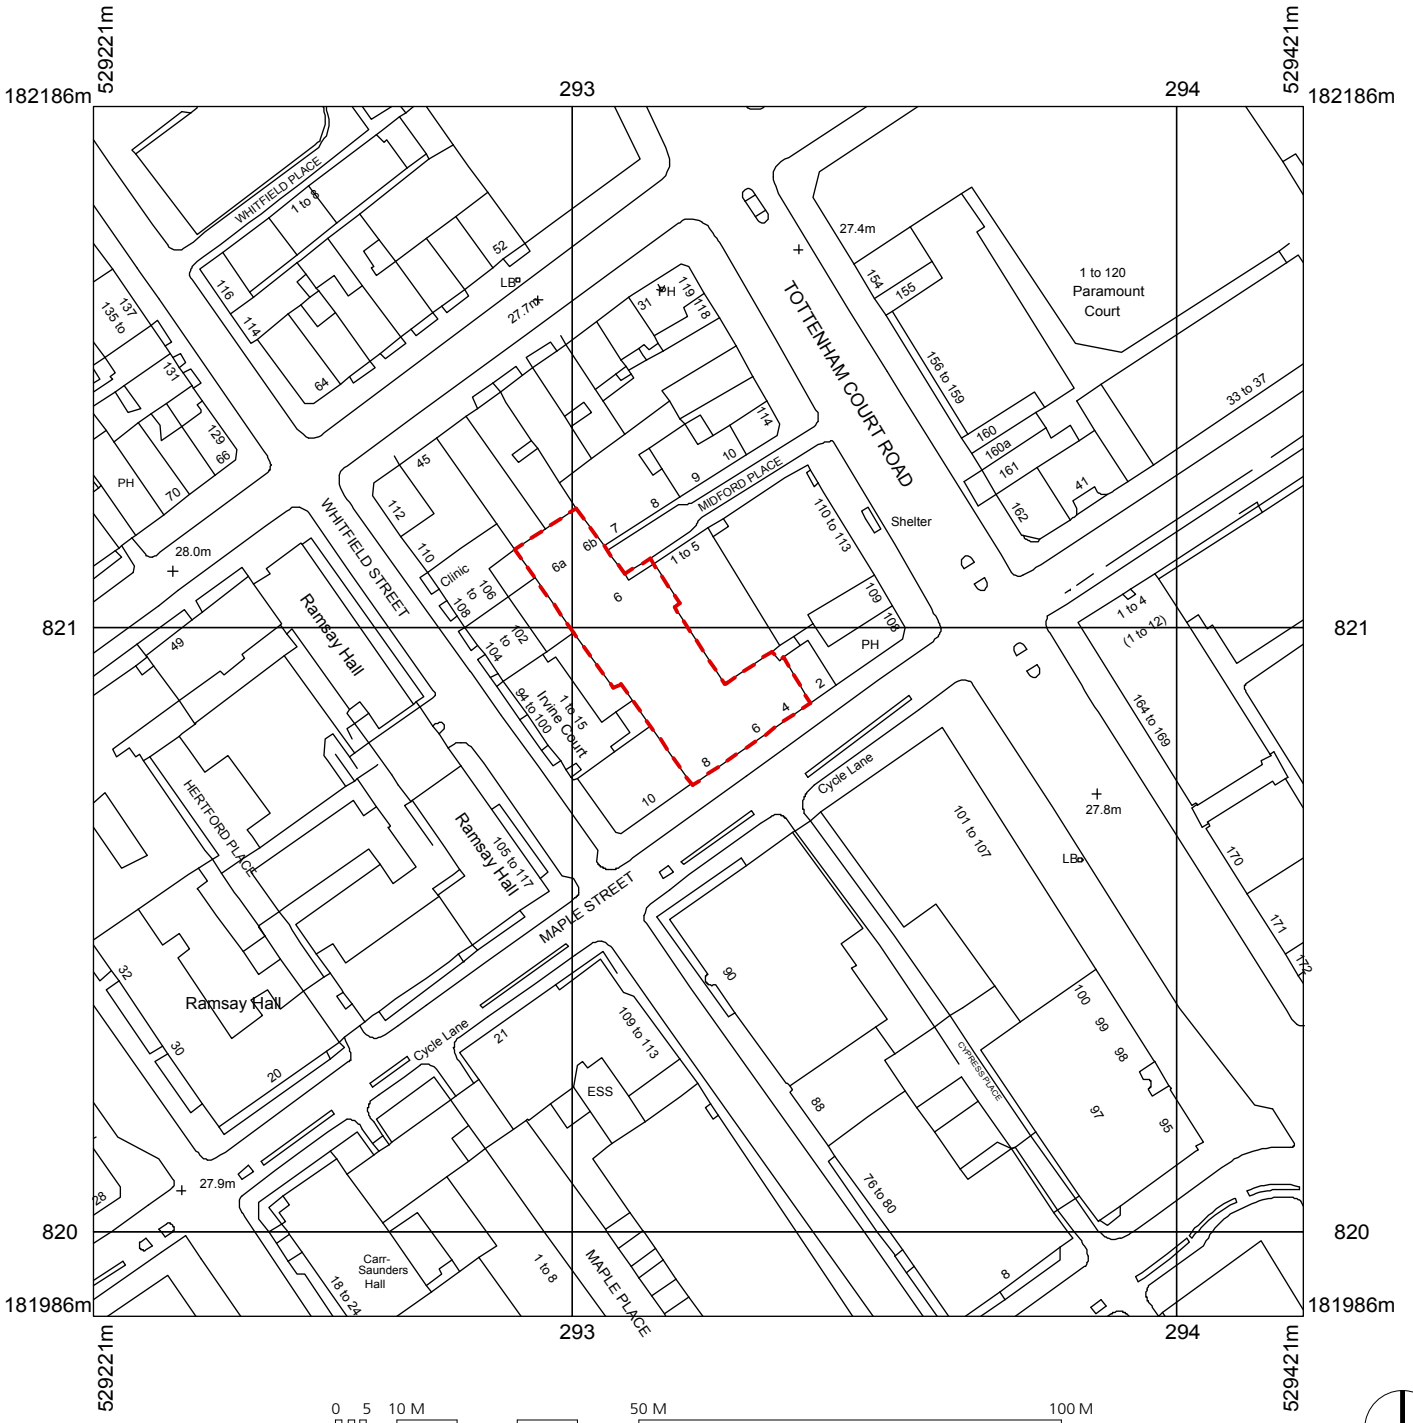 529221m
529421m
293
294
182186m
182186m
WHITFIELD PLACE
1 to 8
52
LB
27.4m
TOTTENHAM COURT ROAD
154
155
1 to 120
Paramount
Court
116
114
137
135 to
27.7m
PH
119
118
31
131
64
156 to 159
33 to 37
129
66
114
10
9
8
7
160
160a
161
162
41
45
PH
70
112
110
MIDFORD PLACE
110 to 113
Shelter
WHITFIELD STREET
28.0m
6b
6a
6
1 to 5
Clinic
106
to
108
109
108
PH
1 to 4
(1 to 12)
821
821
49
Ramsay Hall
102
to
104
1 to 15
Irvine Court
94 to 100
2
4
6
8
10
164 to 169
Cycle Lane
HERTFORD PLACE
Ramsay Hall
105 to 117
101 to 107
27.8m
LB
170
171
172
MAPLE STREET
32
30
Ramsay Hall
20
90
Cycle Lane
21
109 to 113
ESS
100
99
98
97
95
CYPRESS PLACE
88
76 to 80
27.9m
28
820
820
Carr-
Saunders
Hall
18 to 24
1 to 8
MAPLE PLACE
8
181986m
181986m
293
294
529221m
529421m
0 5 10 M 50 M 100 M